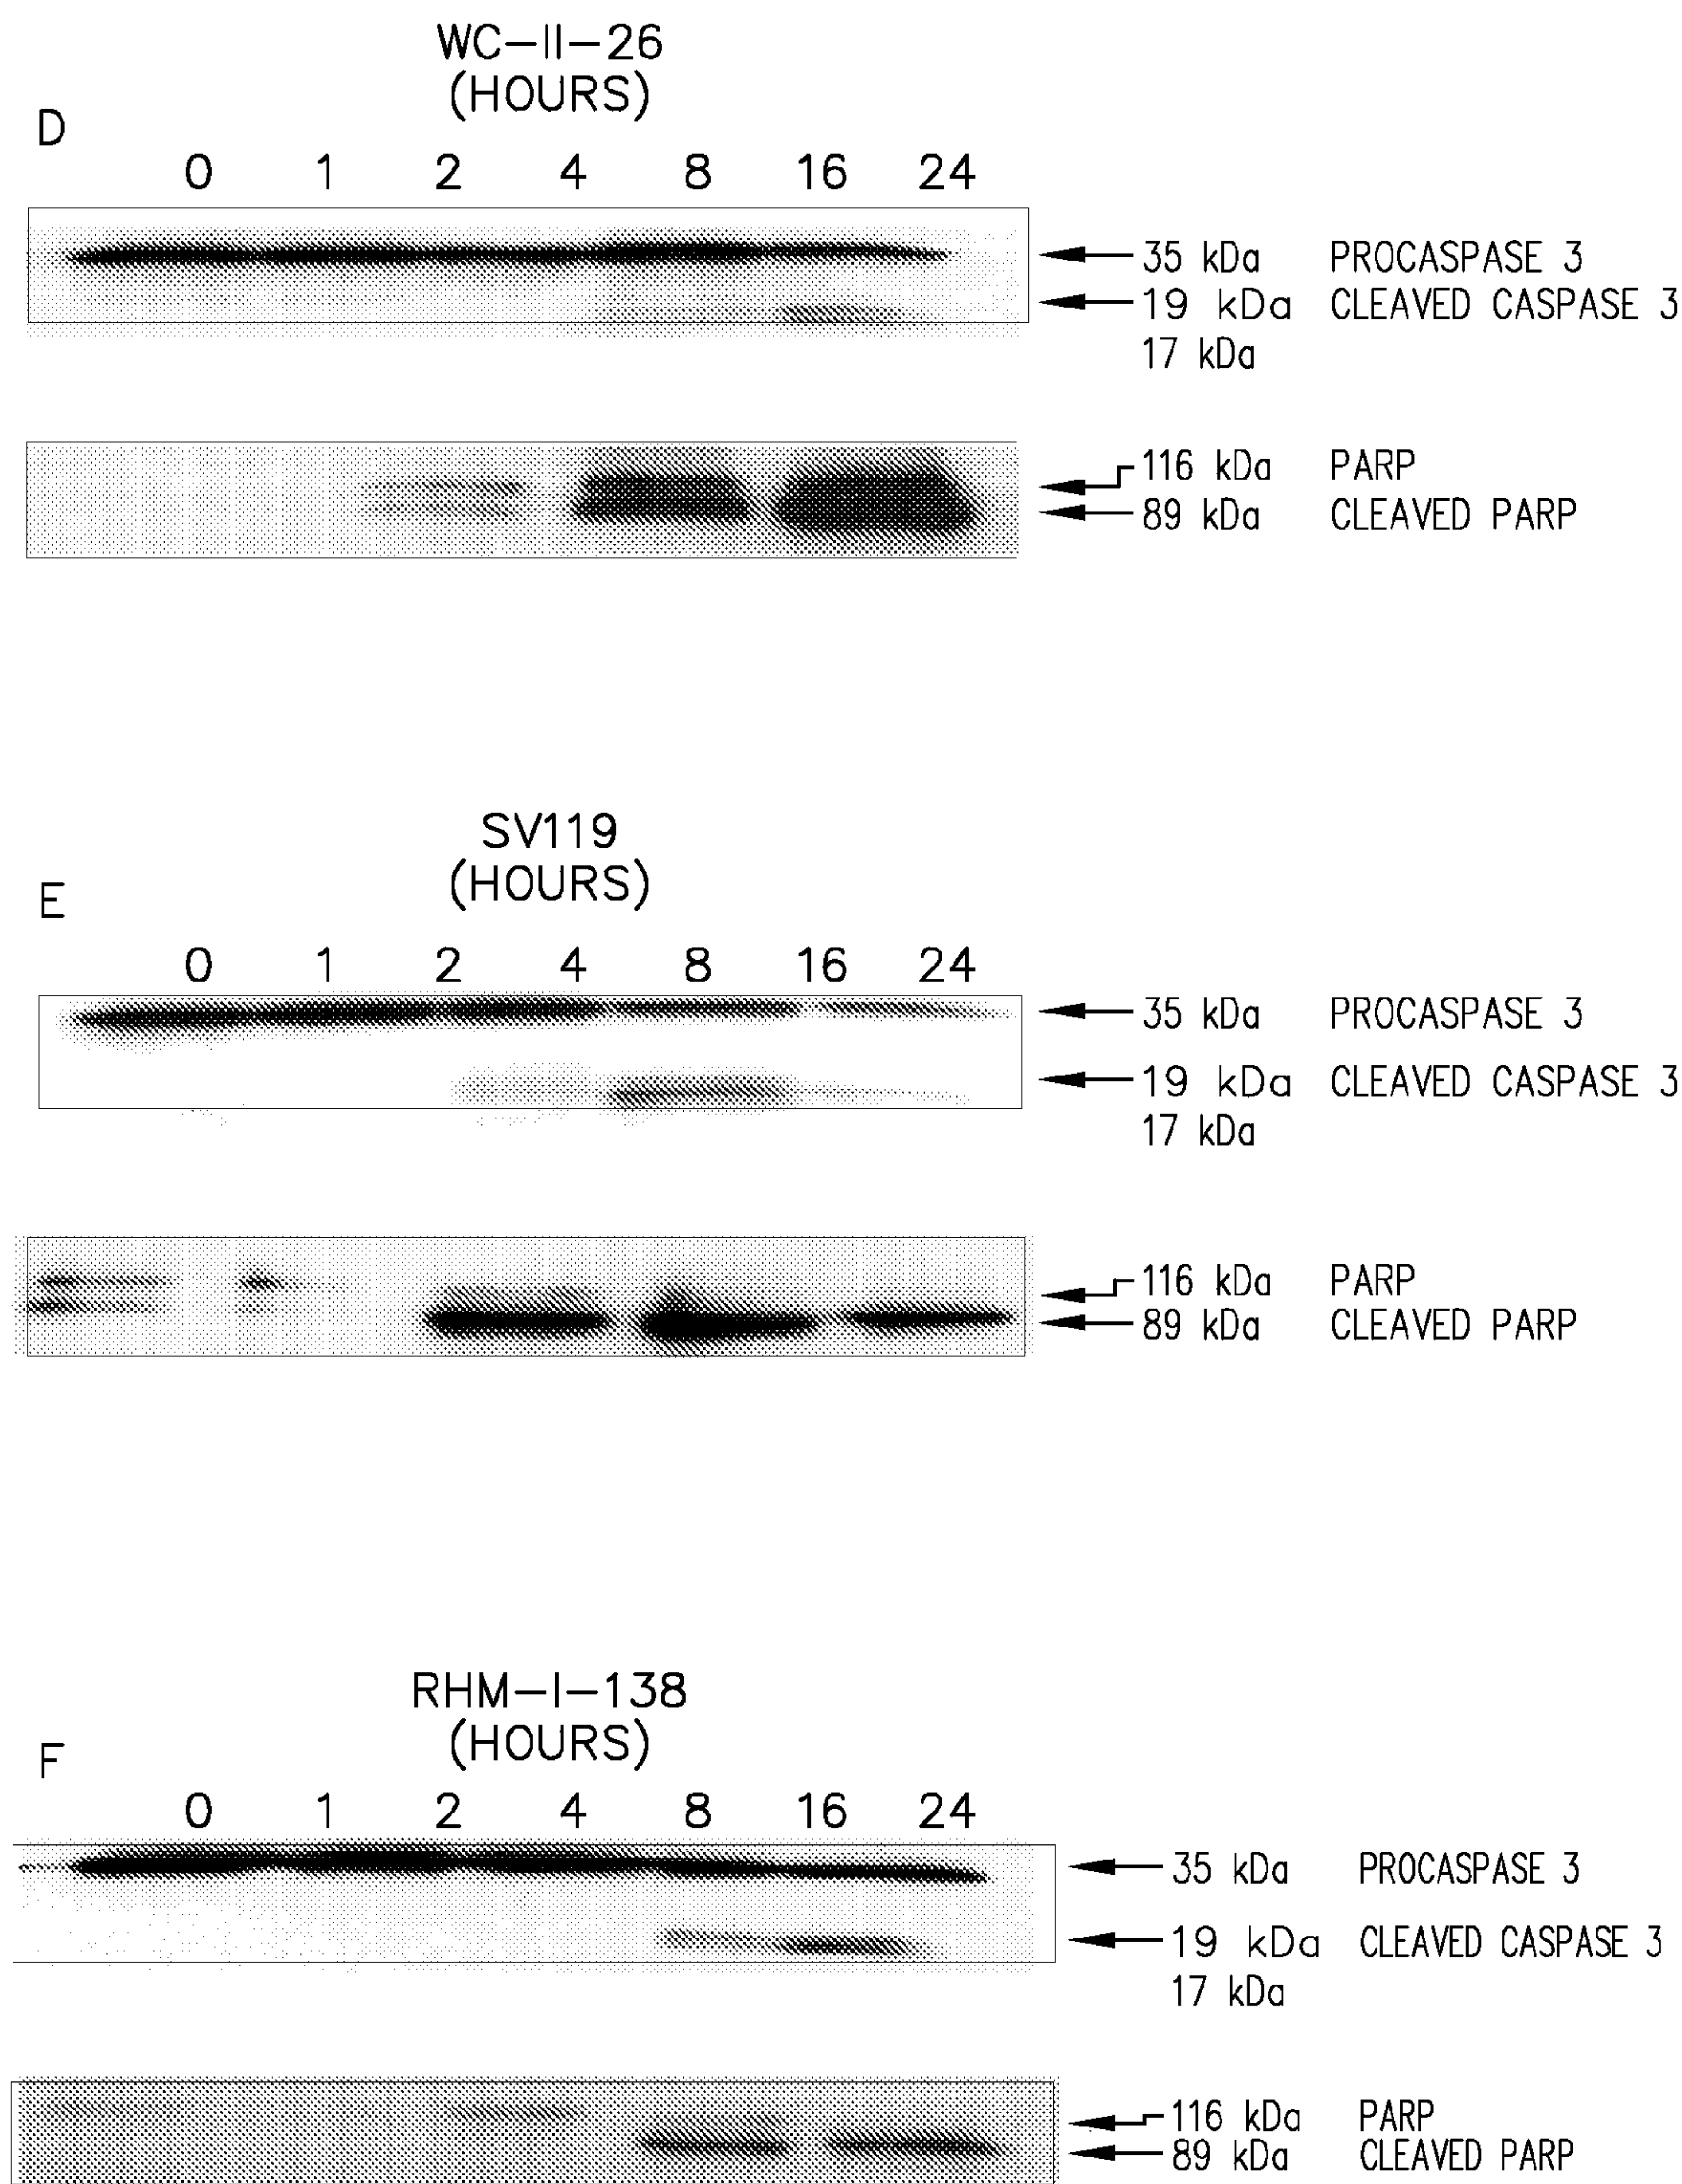 WC-II-26
(HOURS)
D
0 1 2 4 8 16 24
35 kDa PROCASPASE 3
19 kDa CLEAVED CASPASE 3
17 kDa
116 kDa PARP
89 kDa CLEAVED PARP
SV119
(HOURS)
E
0 1 2 4 8 16 24
35 kDa PROCASPASE 3
19 kDa CLEAVED CASPASE 3
17 kDa
116 kDa PARP
89 kDa CLEAVED PARP
RHM-I-138
(HOURS)
F
0 1 2 4 8 16 24
35 kDa PROCASPASE 3
19 kDa CLEAVED CASPASE 3
17 kDa
116 kDa PARP
89 kDa CLEAVED PARP